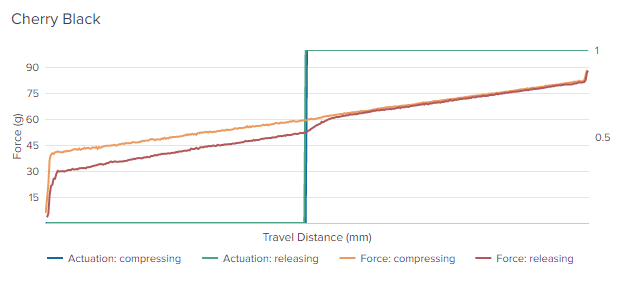 Cherry Black
1
90
75
60
0.5
45
30
15
Force (g)
Travel Distance (mm)
Actuation: compressing
Actuation: releasing
Force: compressing
Force: releasing